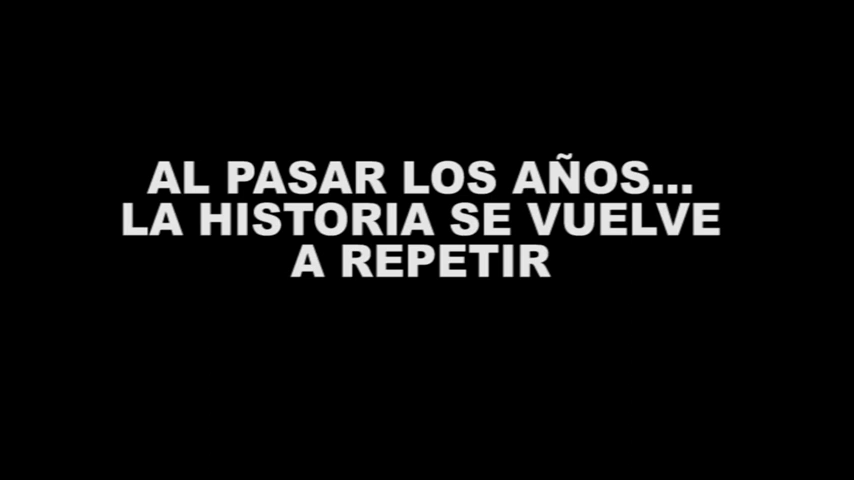 AL PASAR LOS AÑOS...
LA HISTORIA SE VUELVE
A REPETIR